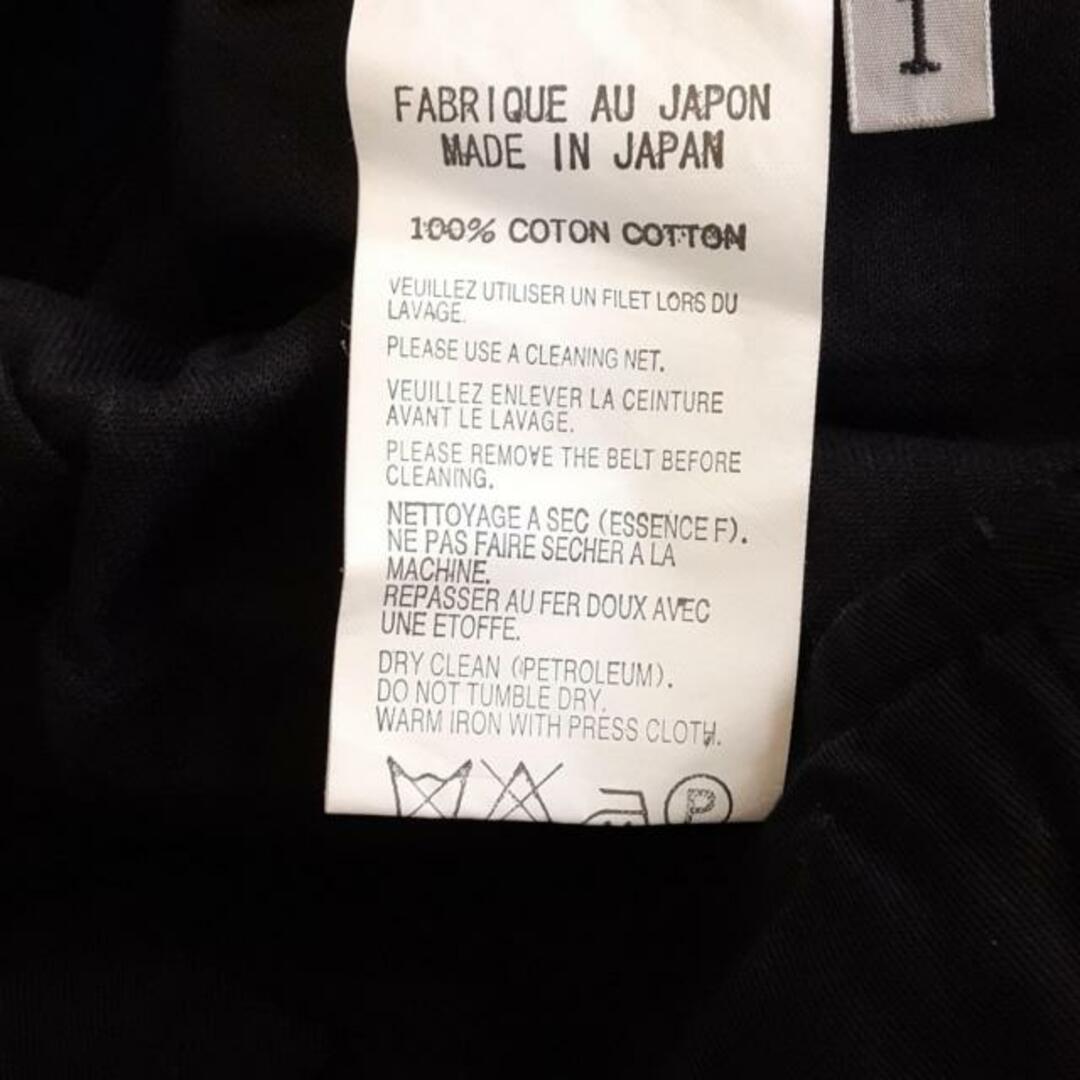 1
FABRIQUE AU JAPON
MADE IN JAPAN
100% COTON COTTON
VEUILLEZ UTILISER UN FILET LORS DU
LAVAGE.
PLEASE USE A CLEANING NET.
VEUILLEZ ENLEVER LA CEINTURE
AVANT LE LAVAGE.
PLEASE REMOVE THE BELT BEFORE
CLEANING.
NETTOYAGE A SEC (ESSENCE F).
NE PAS FAIRE SECHER A LA
MACHINE.
REPASSER AU FER DOUX AVEC
UNE ETOFFE.
DRY CLEAN (PETROLEUM).
DO NOT TUMBLE DRY.
WARM IRON WITH PRESS CLOTH.
P